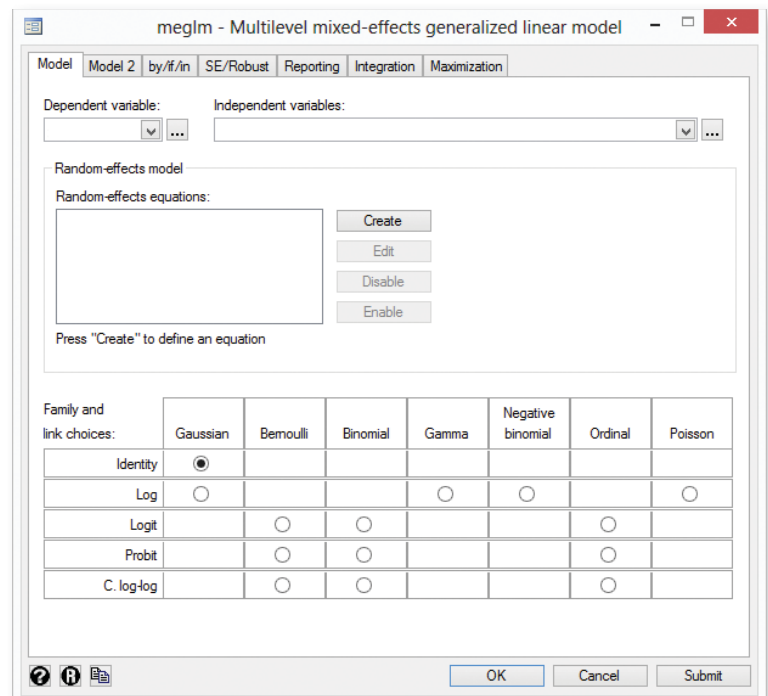 meglm - Multilevel mixed-effects generalized linear model
Model Model 2 by/if/in SE/Robust Reporting Integration Maximization
Dependent variable: Independent variables:
...
...
Random-effects model
Random-effects equations:
Create
Edit
Disable
Enable
Press "Create" to define an equation
Family and
link choices:
Gaussian Bernoulli Binomial Gamma Negative binomial Ordinal Poisson
Identity
Log
Logit
Probit
C. log-log
? R OK Cancel Submit